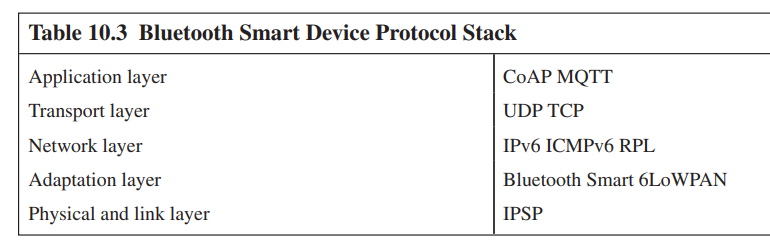 Table 10.3 Bluetooth Smart Device Protocol Stack
Application layer CoAP MQTT
Transport layer UDP TCP
Network layer IPv6 ICMPv6 RPL
Adaptation layer Bluetooth Smart 6LoWPAN
Physical and link layer IPSP